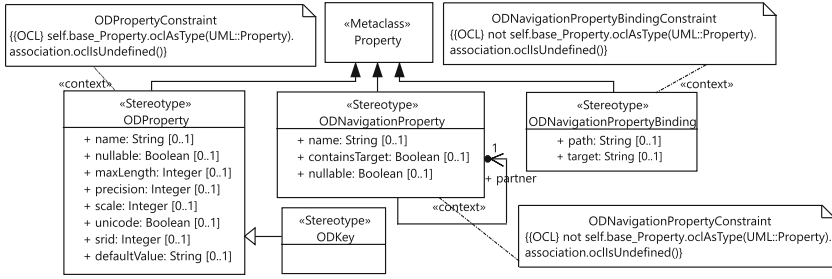 ODPropertyConstraint
{{OCL} self.base_Property.oclAsType(UML::Property).
association.oclIsUndefined()}
«Metaclass»
Property
ODNavigationPropertyBindingConstraint
{{OCL} not self.base_Property.oclAsType(UML::Property).
association.oclIsUndefined()}
«context»
«context»
«Stereotype»
ODProperty
+ name: String [0..1]
+ nullable: Boolean [0..1]
+ maxLength: Integer [0..1]
+ precision: Integer [0..1]
+ scale: Integer [0..1]
+ unicode: Boolean [0..1]
+ srid: Integer [0..1]
+ defaultValue: String [0..1]
«Stereotype»
ODNavigationProperty
+ name: String [0..1]
+ containsTarget: Boolean [0..1]
+ nullable: Boolean [0..1]
1
+ partner
«context»
«Stereotype»
ODNavigationPropertyBinding
+ path: String [0..1]
+ target: String [0..1]
«Stereotype»
ODKey
ODNavigationPropertyConstraint
{{OCL} not self.base_Property.oclAsType(UML::Property).
association.oclIsUndefined()}